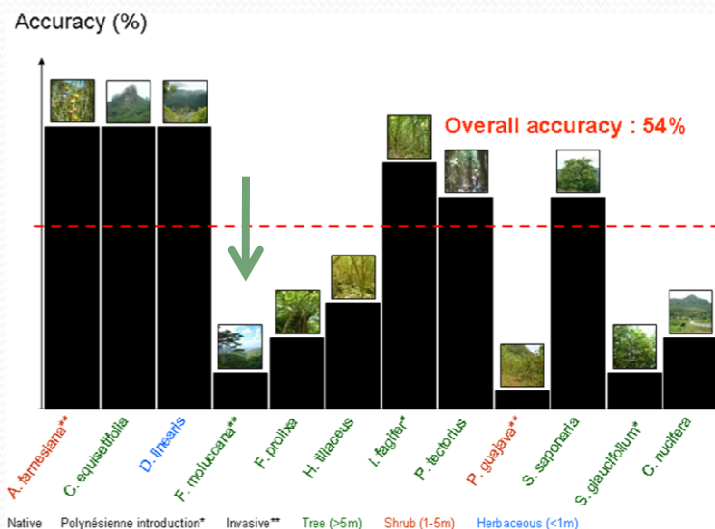 Accuracy (%)
Overall accuracy : 54%
A. farnesiana**
C. equisetifolia
D. linearis
F. moluccana**
F. prolixa
H. tiliaceus
I. fagifer*
P. tectorius
P. guajava**
S. saponaria
S. glaucifolium*
C. nucifera
Native Polynésienne introduction* Invasive** Tree (>5m) Shrub (1-5m) Herbaceous (<1m)